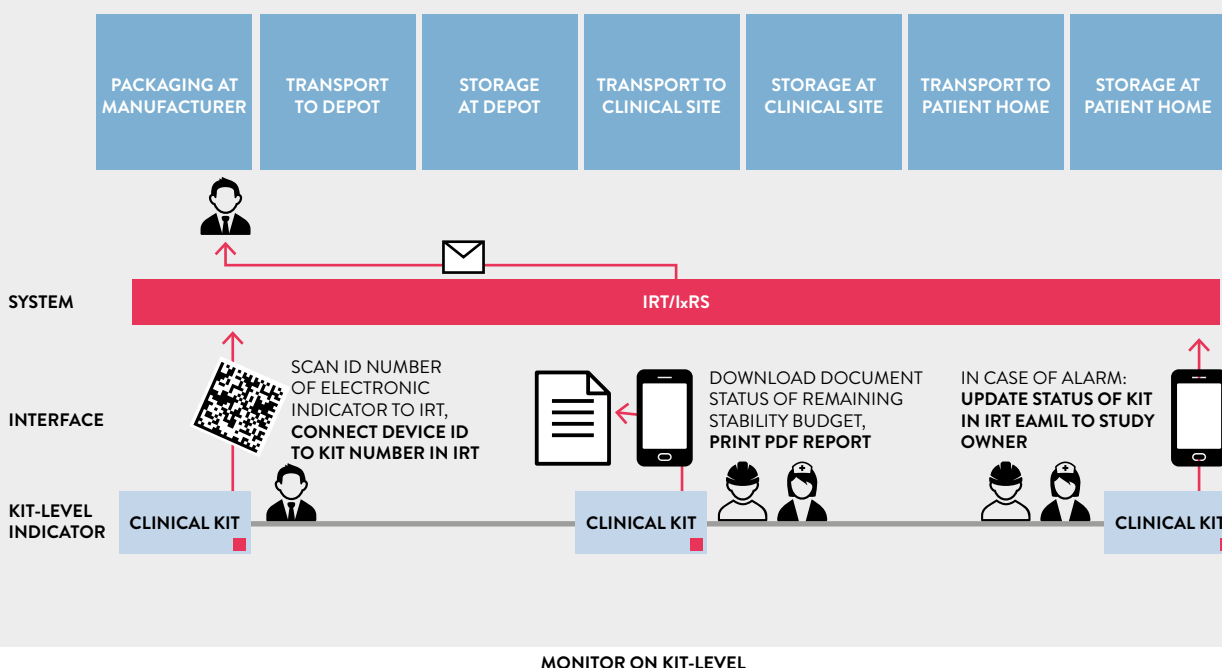 PACKAGING AT
MANUFACTURER
TRANSPORT
TO DEPOT
STORAGE
AT DEPOT
TRANSPORT TO
CLINICAL SITE
STORAGE AT
CLINICAL SITE
TRANSPORT TO
PATIENT HOME
STORAGE AT
PATIENT HOME
SYSTEM
IRT/IxRS
INTERFACE
SCAN ID NUMBER
OF ELECTRONIC
INDICATOR TO IRT,
CONNECT DEVICE ID
TO KIT NUMBER IN IRT
DOWNLOAD DOCUMENT
STATUS OF REMAINING
STABILITY BUDGET,
PRINT PDF REPORT
IN CASE OF ALARM:
UPDATE STATUS OF KIT
IN IRT EAMIL TO STUDY
OWNER
KIT-LEVEL
INDICATOR
CLINICAL KIT
CLINICAL KIT
CLINICAL KIT
MONITOR ON KIT-LEVEL